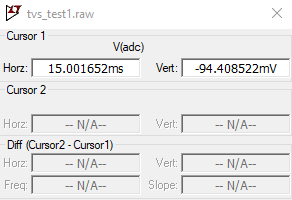 tvs_test1.raw
Cursor 1
V(adc)
Horz: 15.001652ms Vert: -94.408522mV
Cursor 2
Horz: -- N/A-- Vert: -- N/A--
Diff (Cursor2 - Cursor1)
Horz: -- N/A-- Vert: -- N/A--
Freq: -- N/A-- Slope: -- N/A--